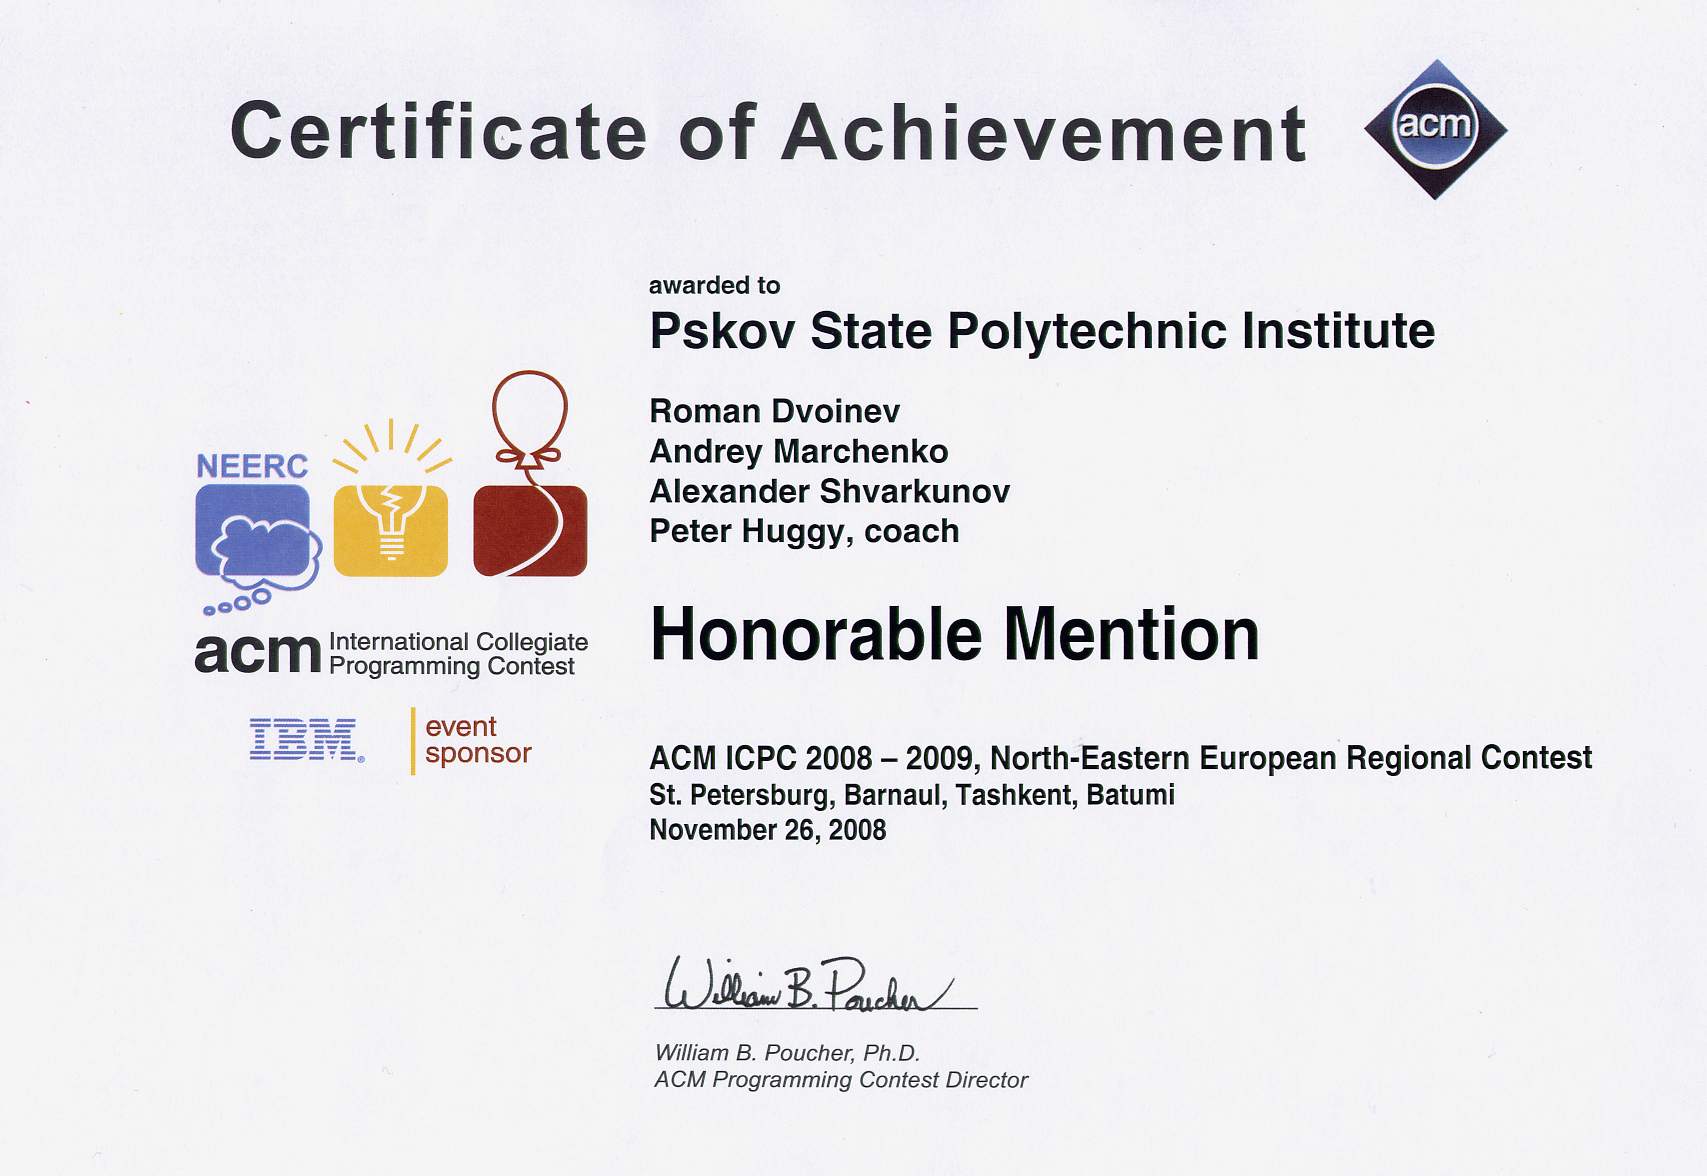 Certificate of Achievement
acm
awarded to
Pskov State Polytechnic Institute
Roman Dvoinev
Andrey Marchenko
Alexander Shvarkunov
Peter Huggy, coach
NEERC
acm International Collegiate
Programming Contest
IBM®
event
sponsor
Honorable Mention
ACM ICPC 2008 – 2009, North-Eastern European Regional Contest
St. Petersburg, Barnaul, Tashkent, Batumi
November 26, 2008
William B. Poucher
William B. Poucher, Ph.D.
ACM Programming Contest Director